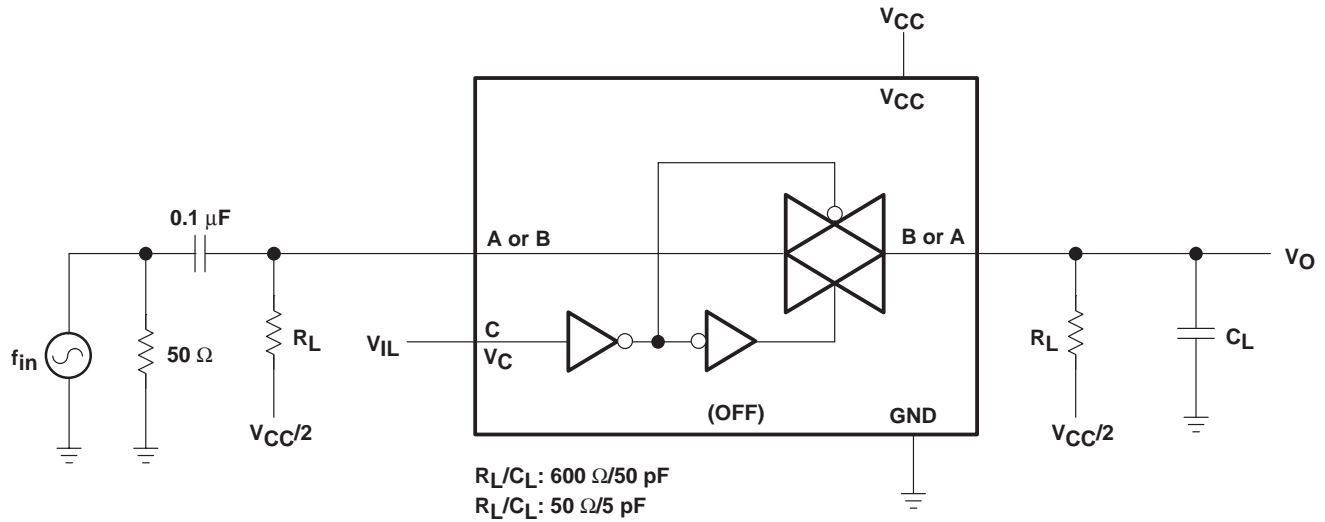 VCC
VCC
0.1 μF
A or B
B or A
VO
fin
50 Ω
RL
VCC/2
VIL
C
VC
(OFF)
GND
RL
VCC/2
CL
RL/CL: 600 Ω/50 pF
RL/CL: 50 Ω/5 pF